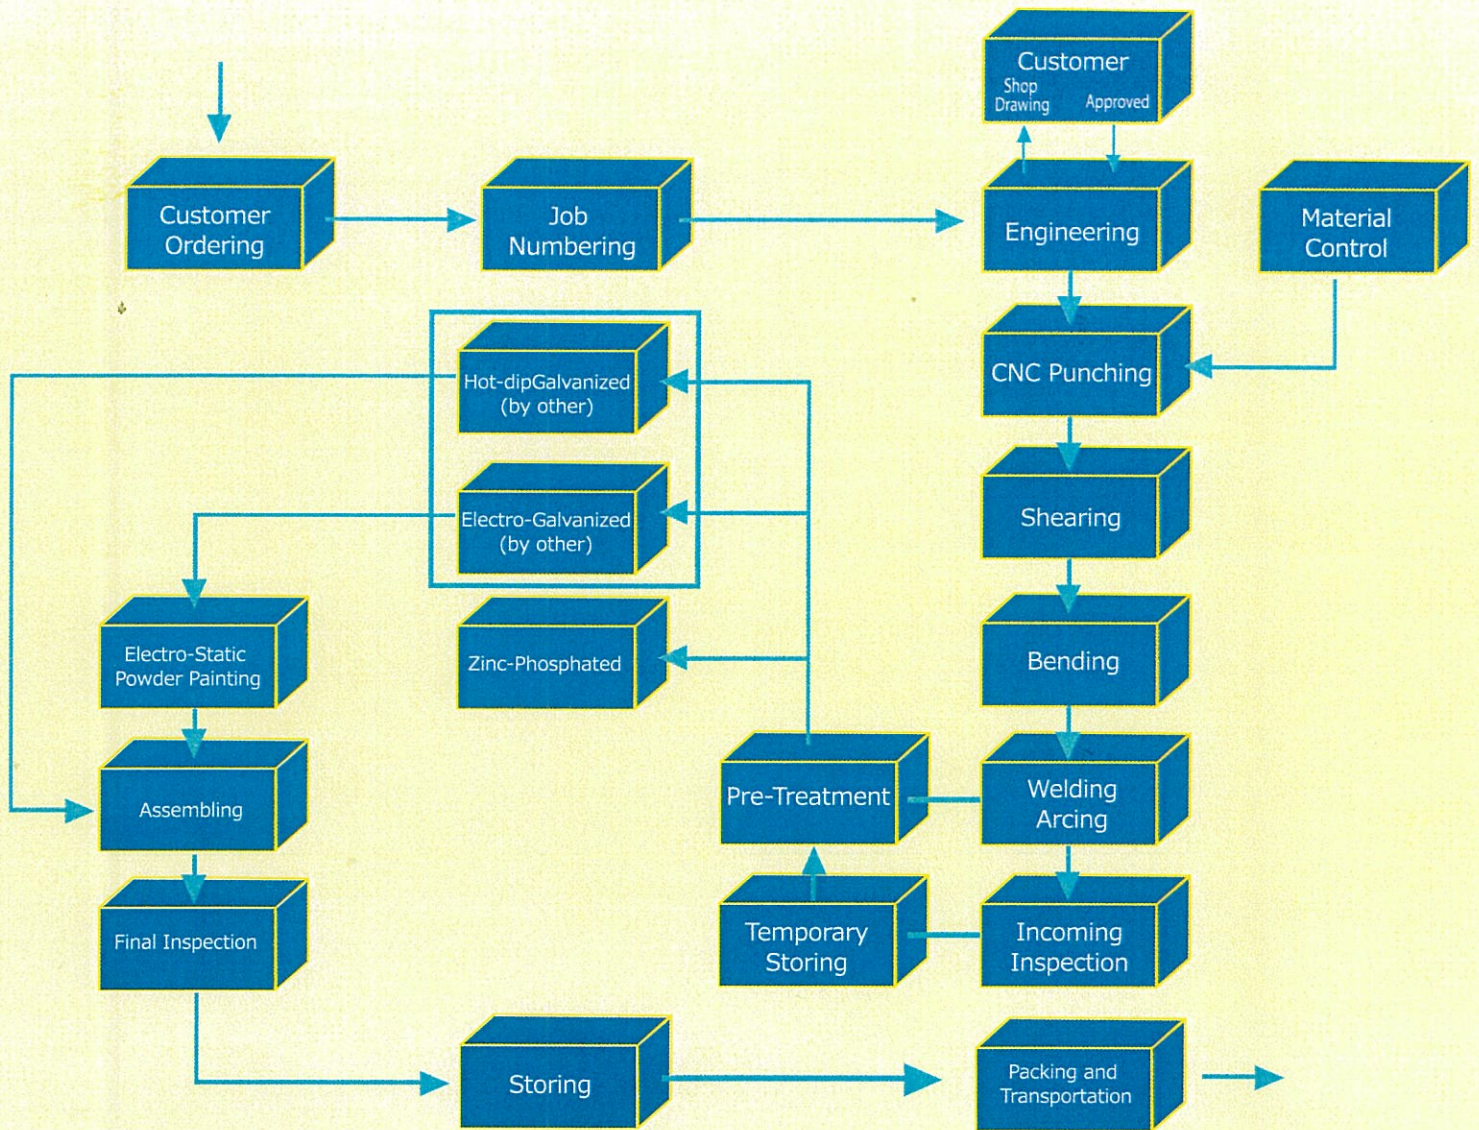 Customer
Shop
Drawing
Approved
Customer
Ordering
Job
Numbering
Engineering
Material
Control
Hot-dipGalvanized
(by other)
CNC Punching
Electro-Galvanized
(by other)
Shearing
Electro-Static
Powder Painting
Zinc-Phosphated
Bending
Assembling
Pre-Treatment
Welding
Arcing
Final Inspection
Temporary
Storing
Incoming
Inspection
Storing
Packing and
Transportation